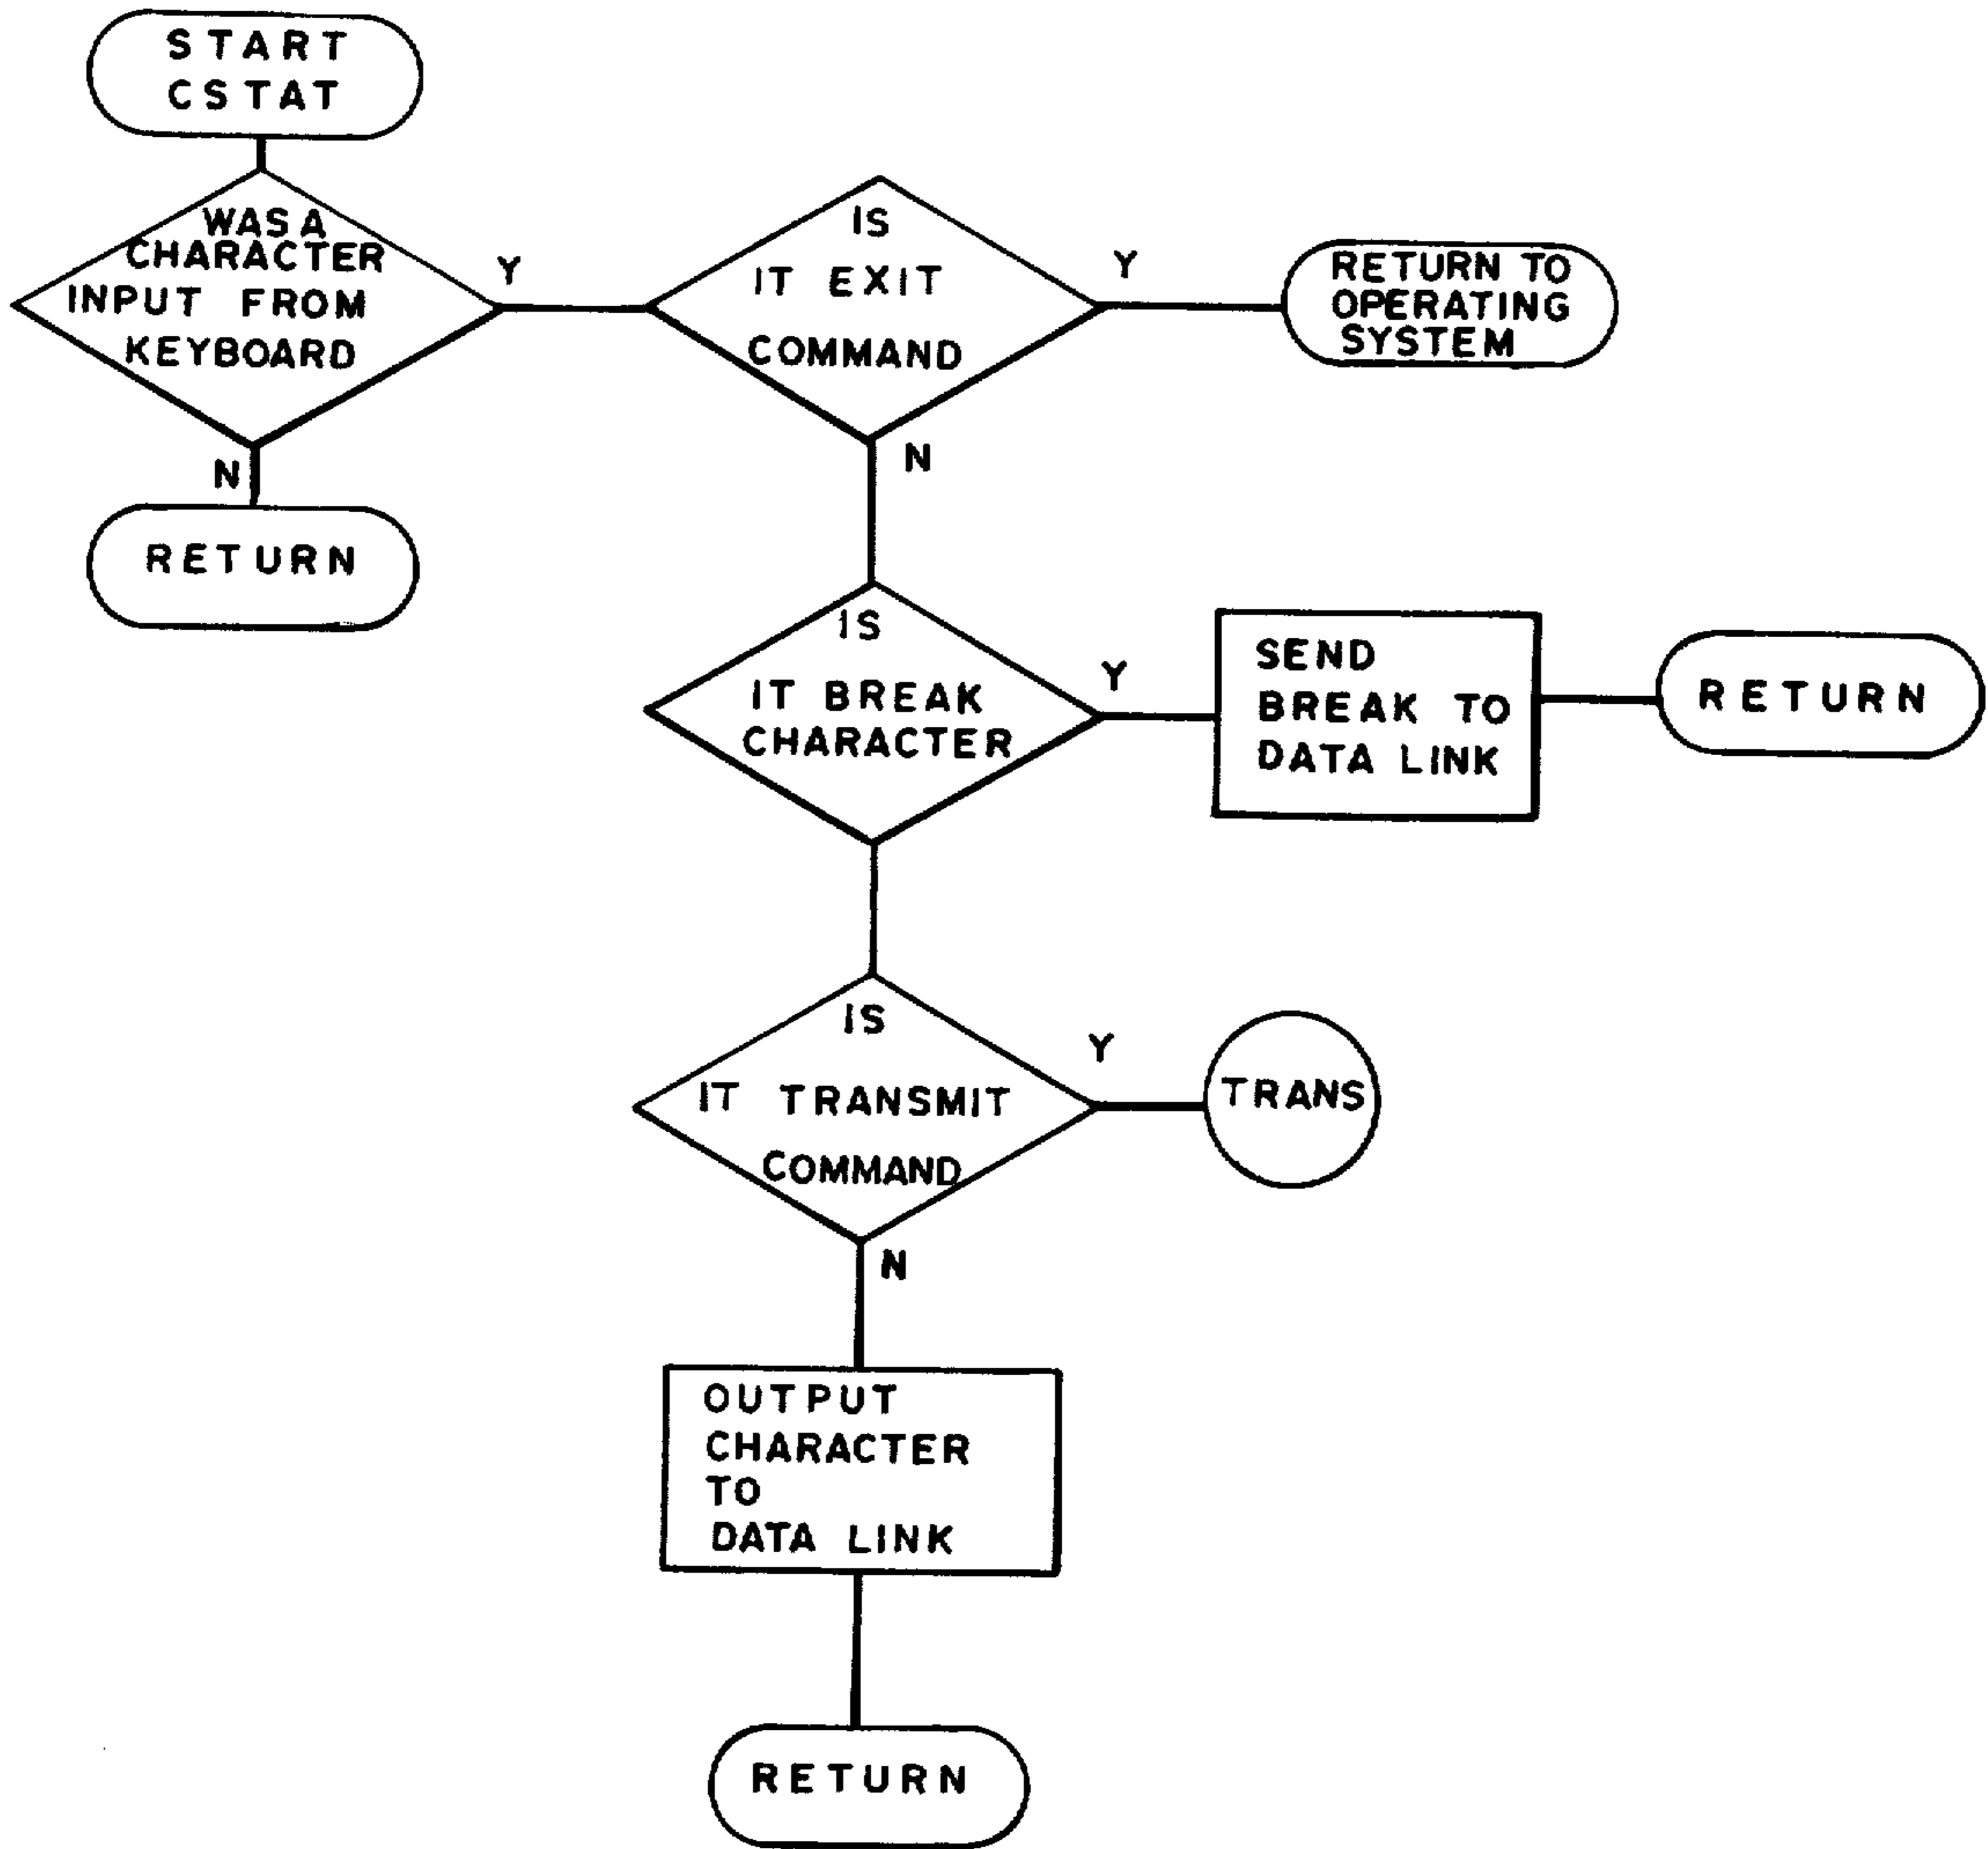 START
CSTAT
WAS A
CHARACTER
INPUT FROM
KEYBOARD
Y
N
RETURN
IS
IT EXIT
COMMAND
Y
N
RETURN TO
OPERATING
SYSTEM
IS
IT BREAK
CHARACTER
Y
SEND
BREAK TO
DATA LINK
RETURN
IS
IT TRANSMIT
COMMAND
Y
N
TRANS
OUTPUT
CHARACTER
TO
DATA LINK
RETURN